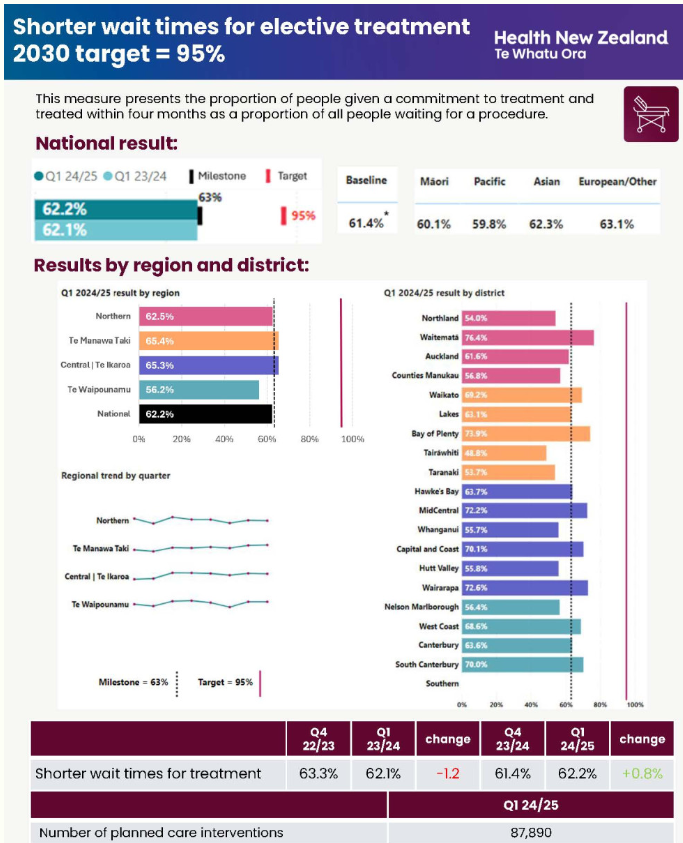 Shorter wait times for elective treatment
2030 target = 95%
Health New Zealand
Te Whatu Ora
This measure presents the proportion of people given a commitment to treatment and
treated within four months as a proportion of all people waiting for a procedure.
National result:
Q1 24/25 Q1 23/24 Milestone Target
63%
62.2%
62.1%
95%
Baseline
61.4%*
Māori Pacific Asian European/Other
60.1% 59.8% 62.3% 63.1%
Results by region and district:
Q1 2024/25 result by region
Northern 62.5%
Te Manawa Taki 65.4%
Central | Te Ikaroa 65.3%
Te Waipounamu 56.2%
National 62.2%
0% 20% 40% 60% 80% 100%
Regional trend by quarter
Northern
Te Manawa Taki
Central | Te Ikaroa
Te Waipounamu
Milestone = 63% Target = 95%
Q1 2024/25 result by district
Northland 54.0%
Waitematā 76.4%
Auckland 61.6%
Counties Manukau 56.8%
Waikato 69.2%
Lakes 63.1%
Bay of Plenty 73.9%
Tairāwhiti 48.8%
Taranaki 53.7%
Hawke's Bay 63.7%
MidCentral 72.2%
Whanganui 55.7%
Capital and Coast 70.1%
Hutt Valley 55.8%
Wairarapa 72.6%
Nelson Marlborough 56.4%
West Coast 68.6%
Canterbury 63.6%
South Canterbury 70.0%
Southern
0% 20% 40% 60% 80% 100%
Q4 22/23 Q1 23/24 change Q4 23/24 Q1 24/25 change
Shorter wait times for treatment 63.3% 62.1% -1.2 61.4% 62.2% +0.8%
Q1 24/25
Number of planned care interventions 87,890